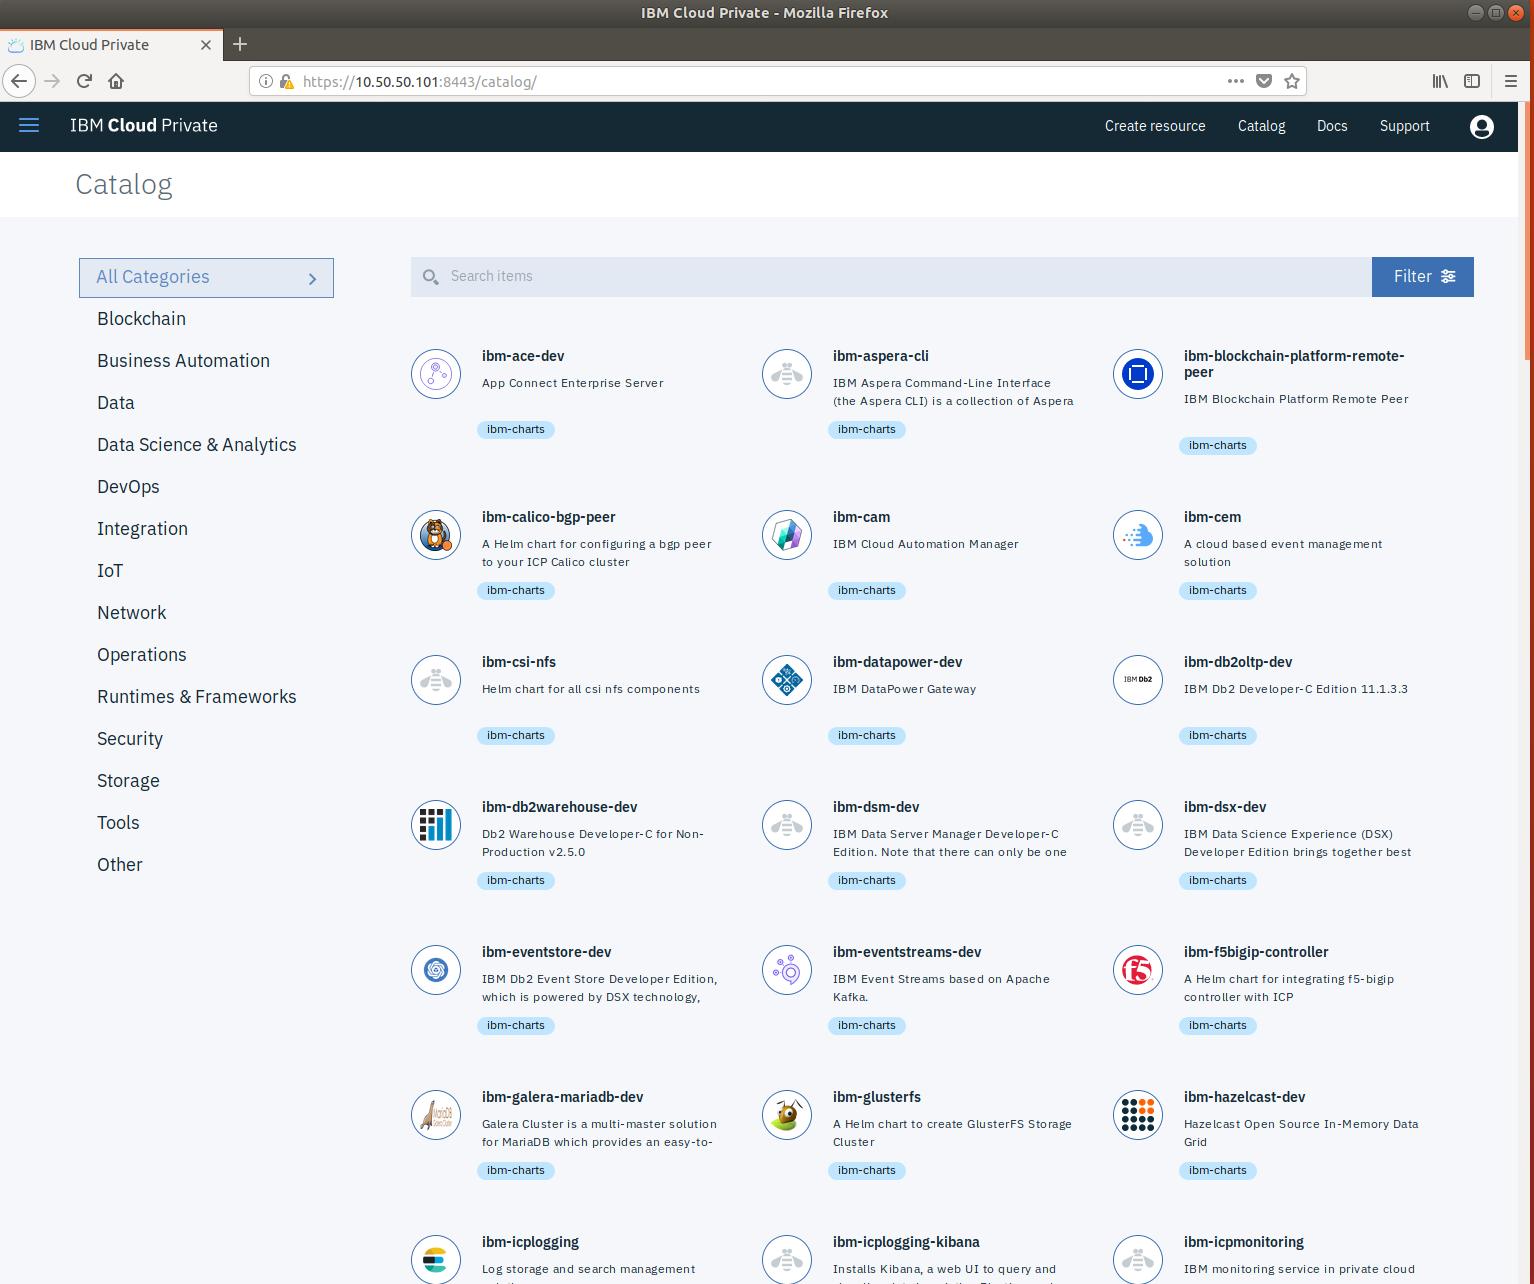 IBM Cloud Private - Mozilla Firefox
IBM Cloud Private
https://10.50.50.101:8443/catalog/
IBM Cloud Private
Create resource
Catalog
Docs
Support
Catalog
All Categories
Blockchain
Business Automation
Data
Data Science & Analytics
DevOps
Integration
IoT
Network
Operations
Runtimes & Frameworks
Security
Storage
Tools
Other
Search items
Filter
ibm-ace-dev
App Connect Enterprise Server
ibm-charts
ibm-aspera-cli
IBM Aspera Command-Line Interface
(the Aspera CLI) is a collection of Aspera
ibm-charts
ibm-blockchain-platform-remote-
peer
IBM Blockchain Platform Remote Peer
ibm-charts
ibm-calico-bgp-peer
A Helm chart for configuring a bgp peer
to your ICP Calico cluster
ibm-charts
ibm-cam
IBM Cloud Automation Manager
ibm-charts
ibm-cem
A cloud based event management
solution
ibm-charts
ibm-csi-nfs
Helm chart for all csi nfs components
ibm-charts
ibm-datapower-dev
IBM DataPower Gateway
ibm-charts
IBM Db2
ibm-db2oltp-dev
IBM Db2 Developer-C Edition 11.1.3.3
ibm-charts
ibm-db2warehouse-dev
Db2 Warehouse Developer-C for Non-
Production v2.5.0
ibm-charts
ibm-dsm-dev
IBM Data Server Manager Developer-C
Edition. Note that there can only be one
ibm-charts
ibm-dsx-dev
IBM Data Science Experience (DSX)
Developer Edition brings together best
ibm-charts
ibm-eventstore-dev
IBM Db2 Event Store Developer Edition,
which is powered by DSX technology,
ibm-charts
ibm-eventstreams-dev
IBM Event Streams based on Apache
Kafka.
ibm-charts
f5
ibm-f5bigip-controller
A Helm chart for integrating f5-bigip
controller with ICP
ibm-charts
MariaDB
Galera Cluster
ibm-galera-mariadb-dev
Galera Cluster is a multi-master solution
for MariaDB which provides an easy-to-
ibm-charts
ibm-glusterfs
A Helm chart to create GlusterFS Storage
Cluster
ibm-charts
ibm-hazelcast-dev
Hazelcast Open Source In-Memory Data
Grid
ibm-charts
ibm-icplogging
Log storage and search management
ibm-icplogging-kibana
Installs Kibana, a web UI to query and
ibm-icpmonitoring
IBM monitoring service in private cloud